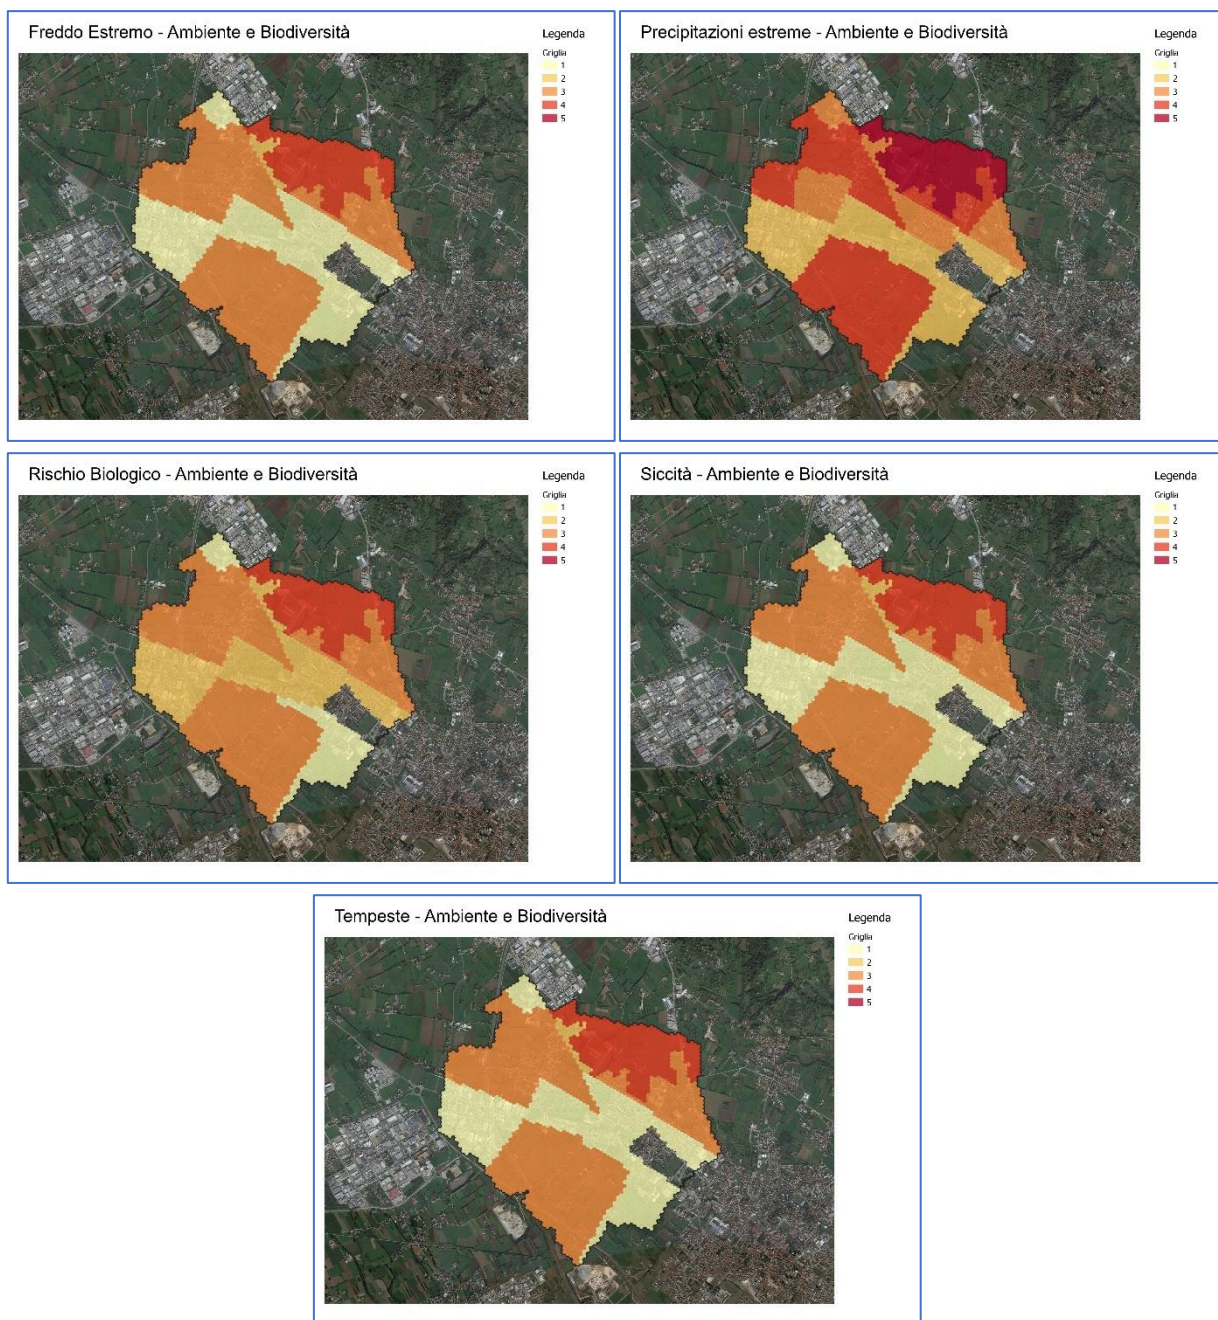 Freddo Estremo - Ambiente e Biodiversità
Legenda
Griglia
1
2
3
4
5
Precipitazioni estreme - Ambiente e Biodiversità
Legenda
Griglia
1
2
3
4
5
Rischio Biologico - Ambiente e Biodiversità
Legenda
Griglia
1
2
3
4
5
Siccità - Ambiente e Biodiversità
Legenda
Griglia
1
2
3
4
5
Tempeste - Ambiente e Biodiversità
Legenda
Griglia
1
2
3
4
5